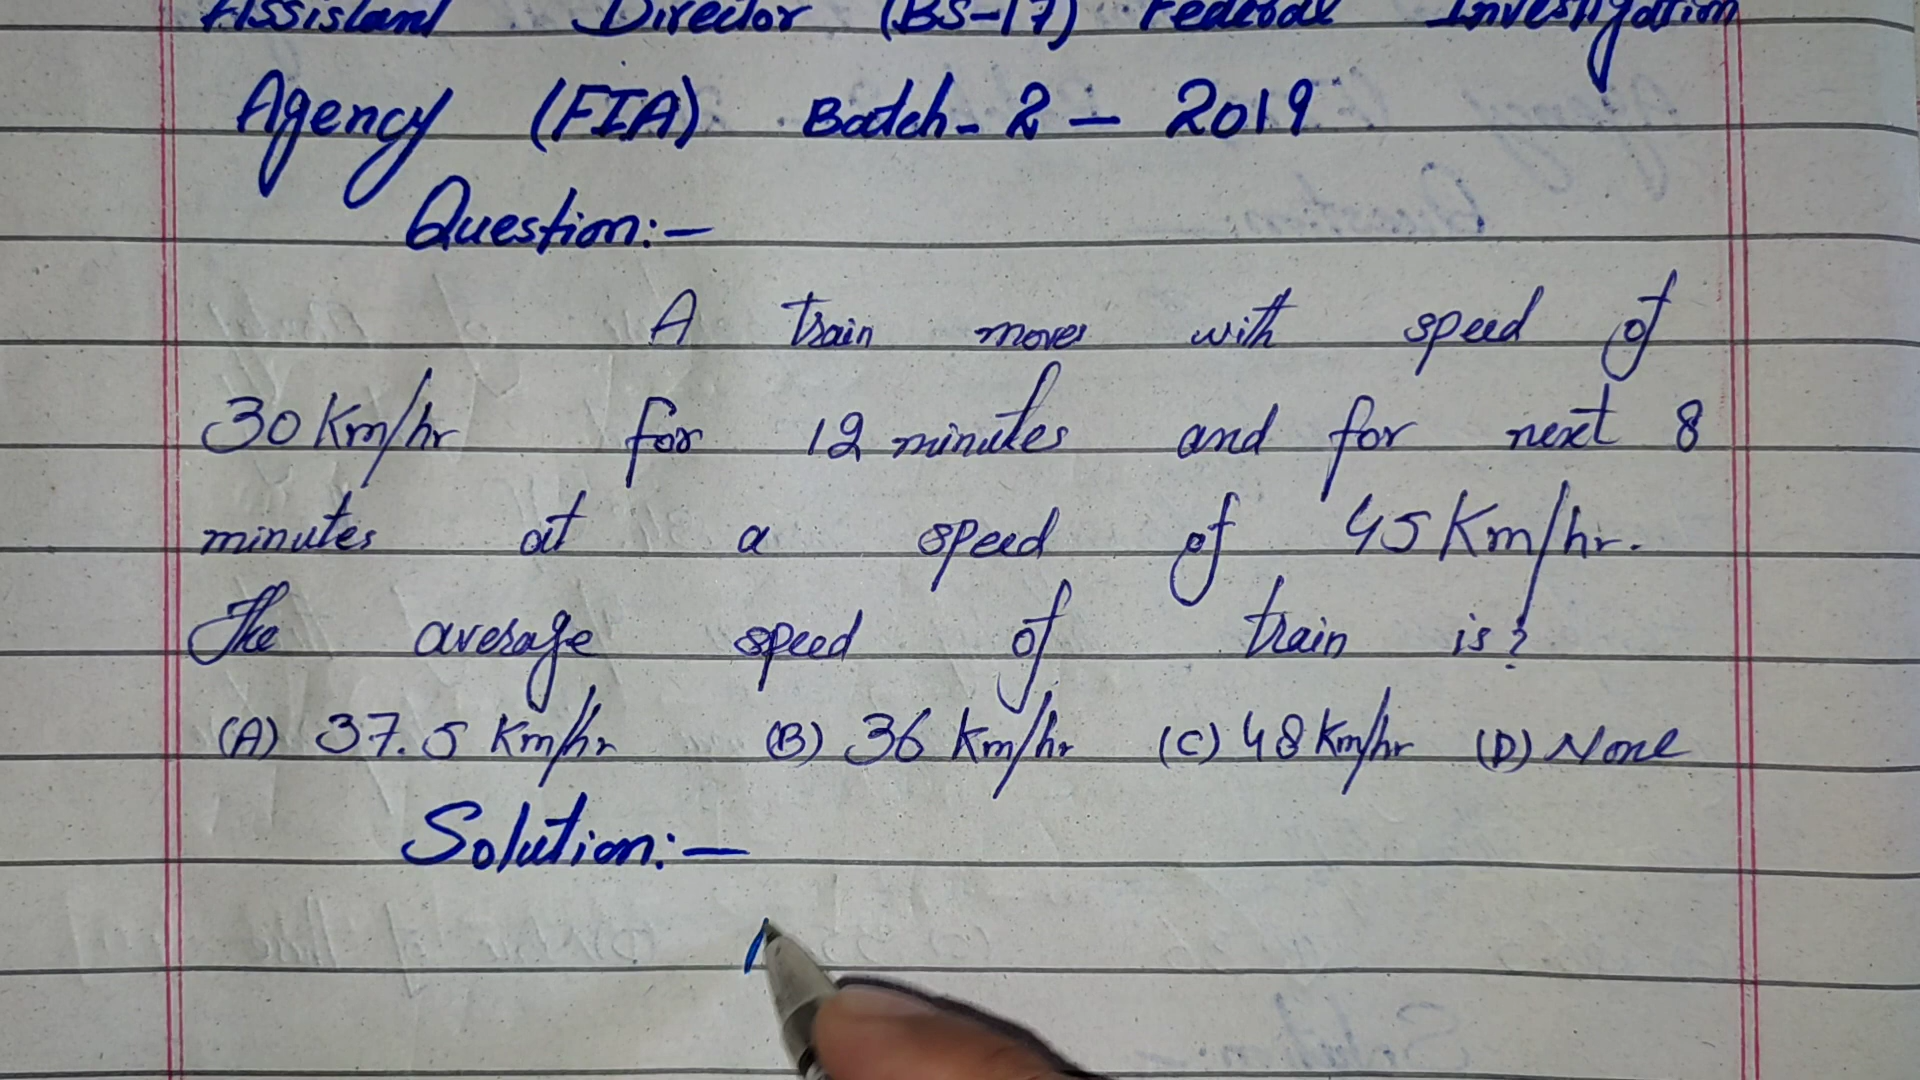 Assistant Director (BS-17) Federal Investigation
Agency (FIA) Batch-2-2019
Question:-
A train moves with speed of
30 Km/hr for 12 minutes and for next 8
minutes at a speed of 45 Km/hr.
The average speed of train is?
(A) 37.5 Km/hr (B) 36 Km/hr (C) 48 Km/hr (D) None
Solution:-